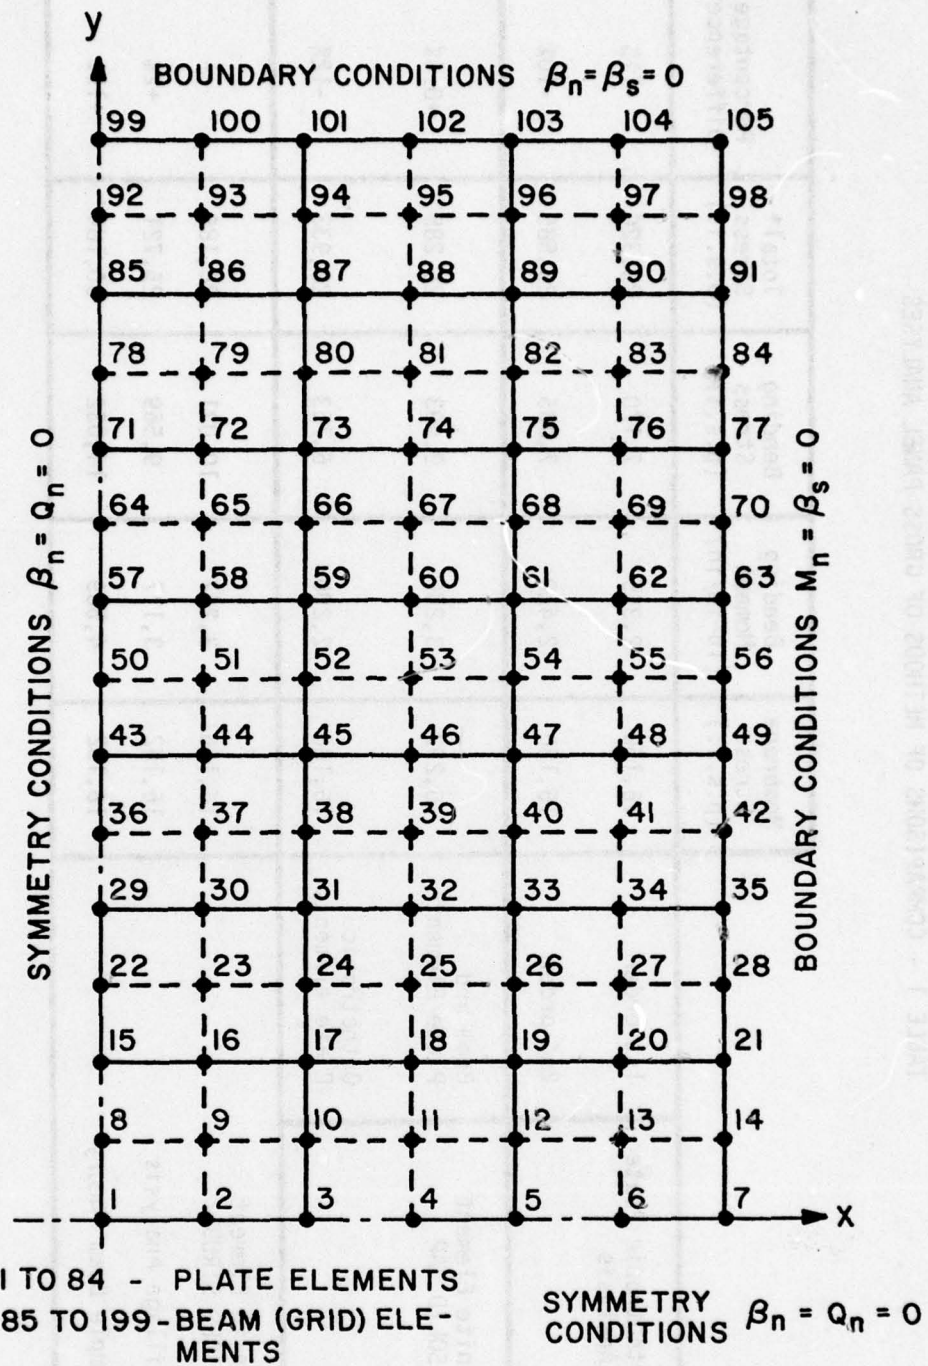 y
BOUNDARY CONDITIONS βn = βs = 0
99 100 101 102 103 104 105
92 93 94 95 96 97 98
85 86 87 88 89 90 91
78 79 80 81 82 83 84
71 72 73 74 75 76 77
64 65 66 67 68 69 70
57 58 59 60 61 62 63
50 51 52 53 54 55 56
43 44 45 46 47 48 49
36 37 38 39 40 41 42
29 30 31 32 33 34 35
22 23 24 25 26 27 28
15 16 17 18 19 20 21
8 9 10 11 12 13 14
1 2 3 4 5 6 7
x
SYMMETRY CONDITIONS βn = Qn = 0
BOUNDARY CONDITIONS Mn = βs = 0
1 TO 84 - PLATE ELEMENTS
85 TO 199 - BEAM (GRID) ELE-
MENTS
SYMMETRY
CONDITIONS βn = Qn = 0